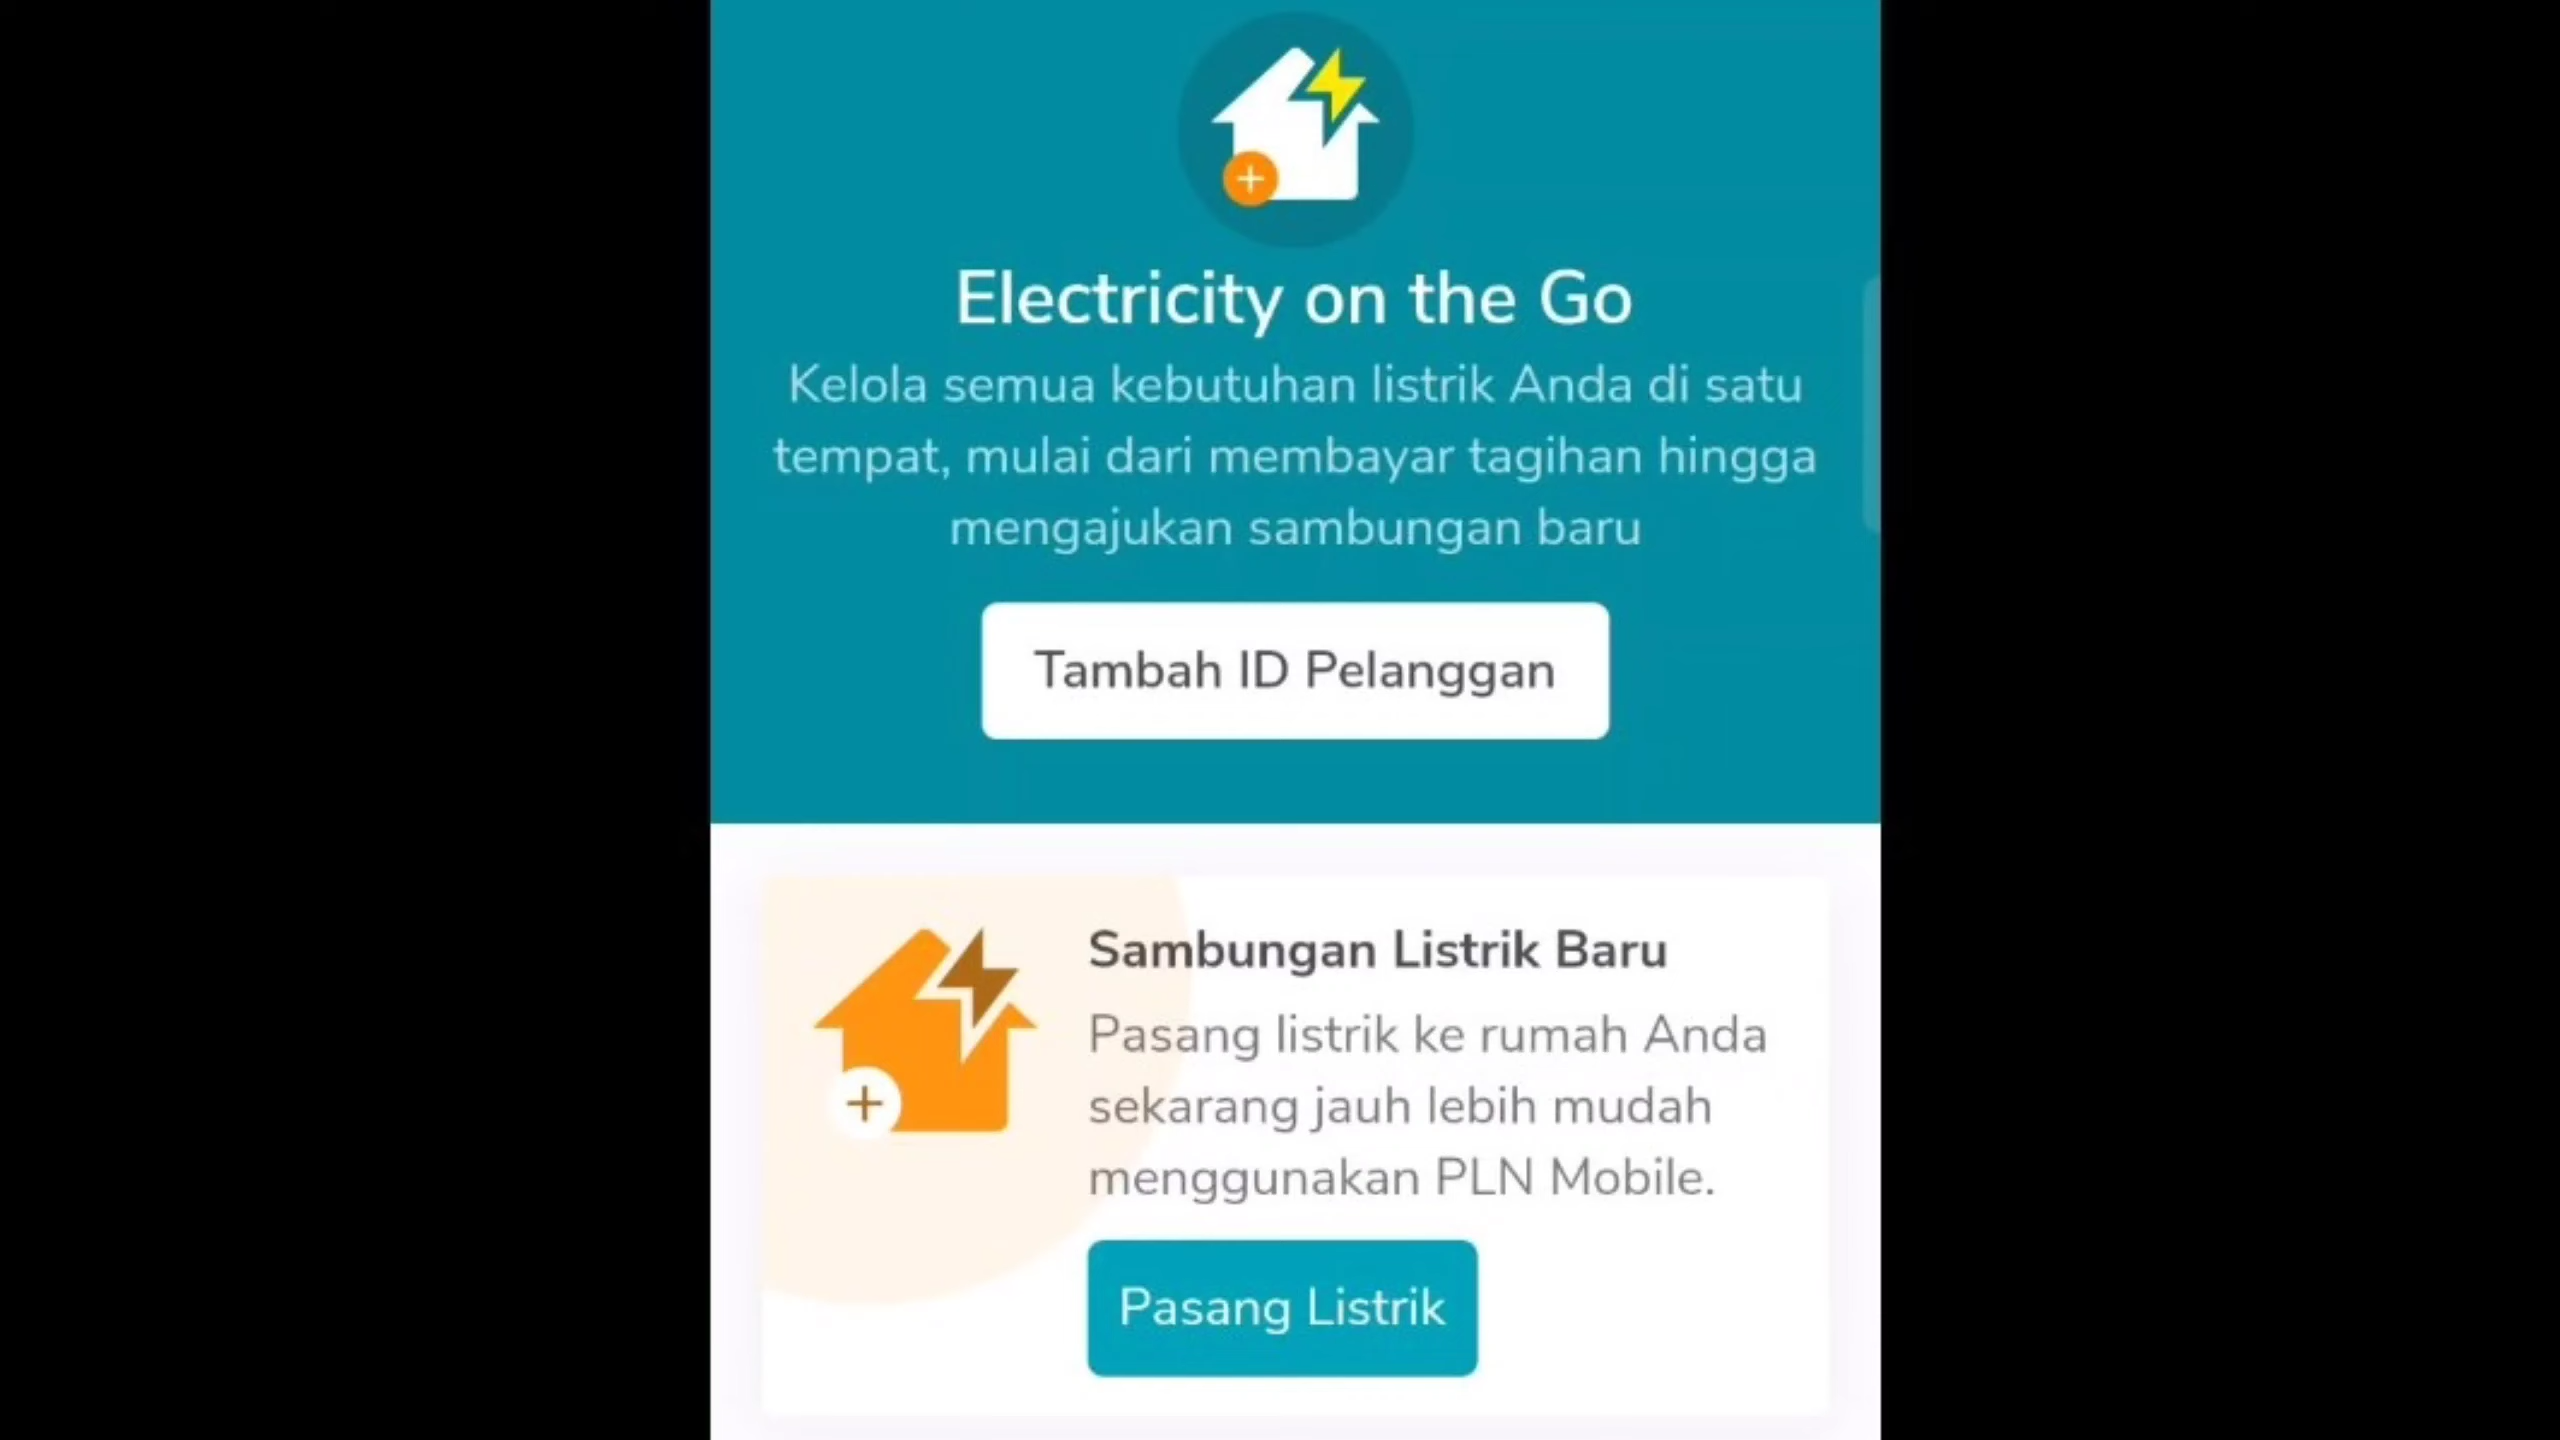 Electricity on the Go
Kelola semua kebutuhan listrik Anda di satu
tempat, mulai dari membayar tagihan hingga
mengajukan sambungan baru
Tambah ID Pelanggan
Sambungan Listrik Baru
Pasang listrik ke rumah Anda
sekarang jauh lebih mudah
menggunakan PLN Mobile.
Pasang Listrik